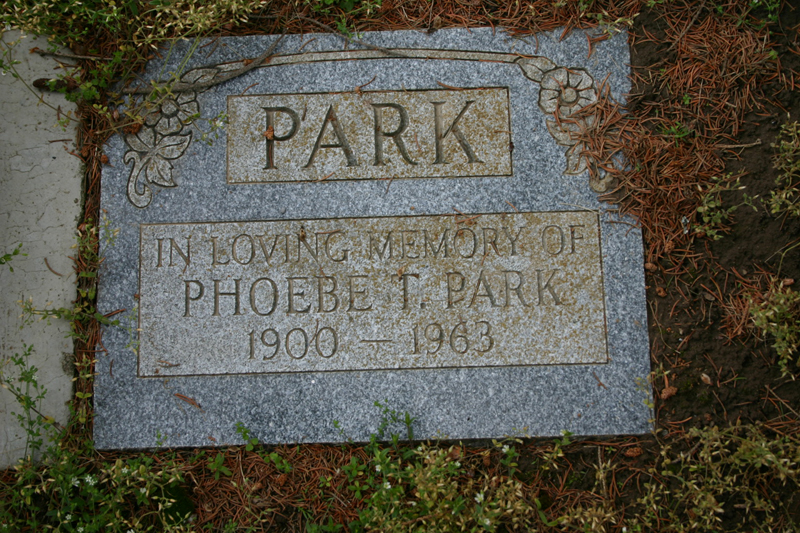 PARK
IN LOVING MEMORY OF
PHOEBE T. PARK
1900 — 1963